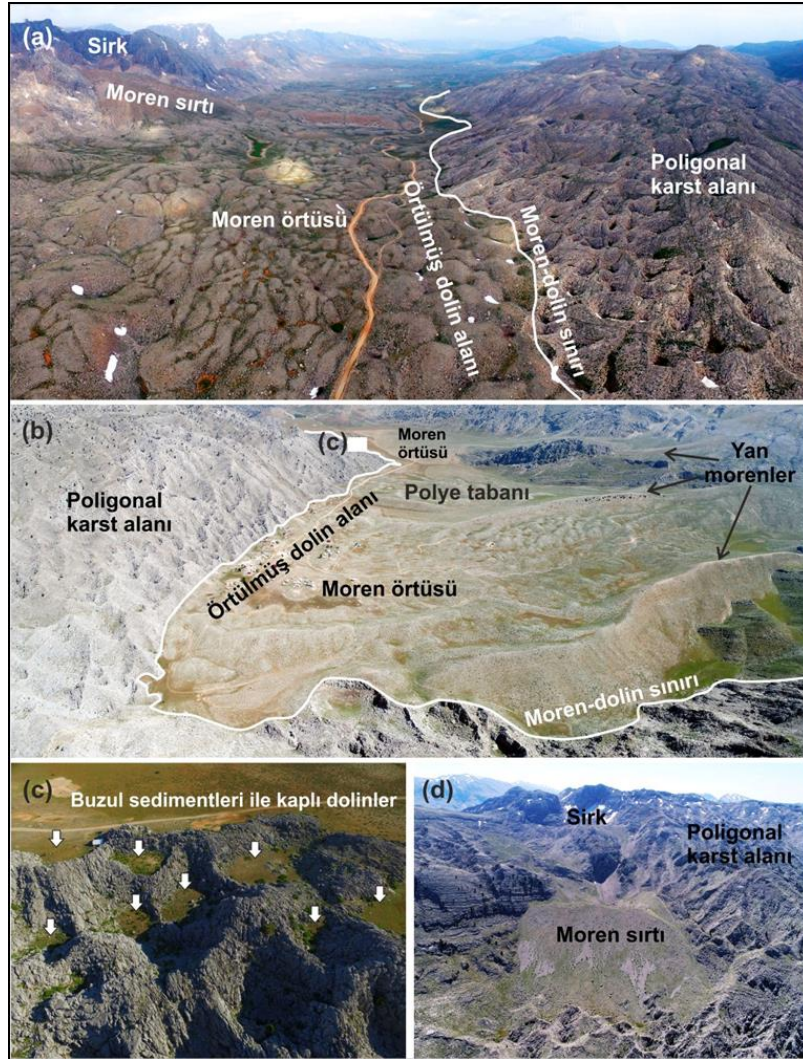 (a)
Sirk
Moren sırtı
Poligonal
karst alanı
Moren örtüsü
Örtülmüş dolin alanı
Moren-dolin sınırı
(b)
(c)
Moren
örtüsü
Yan
morenler
Poligonal
karst alanı
Polye tabanı
Örtülmüş dolin alanı
Moren örtüsü
Moren-dolin sınırı
(c)
Buzul sedimentleri ile kaplı dolinler
(d)
Sirk
Poligonal
karst alanı
Moren sırtı